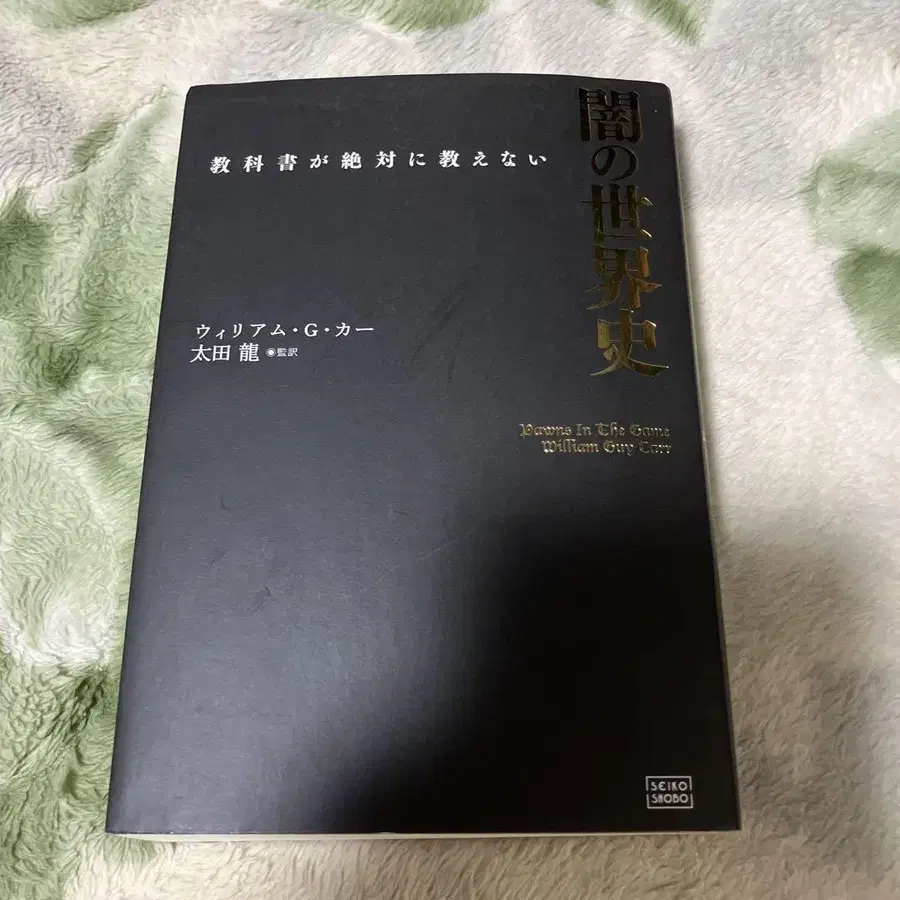 教科書が絶対に教えない
闇の世界史
ウィリアム・G・カー
太田 龍 ◉監訳
Pawns In The Game
William Guy Carr
SEIKO
SHOBO